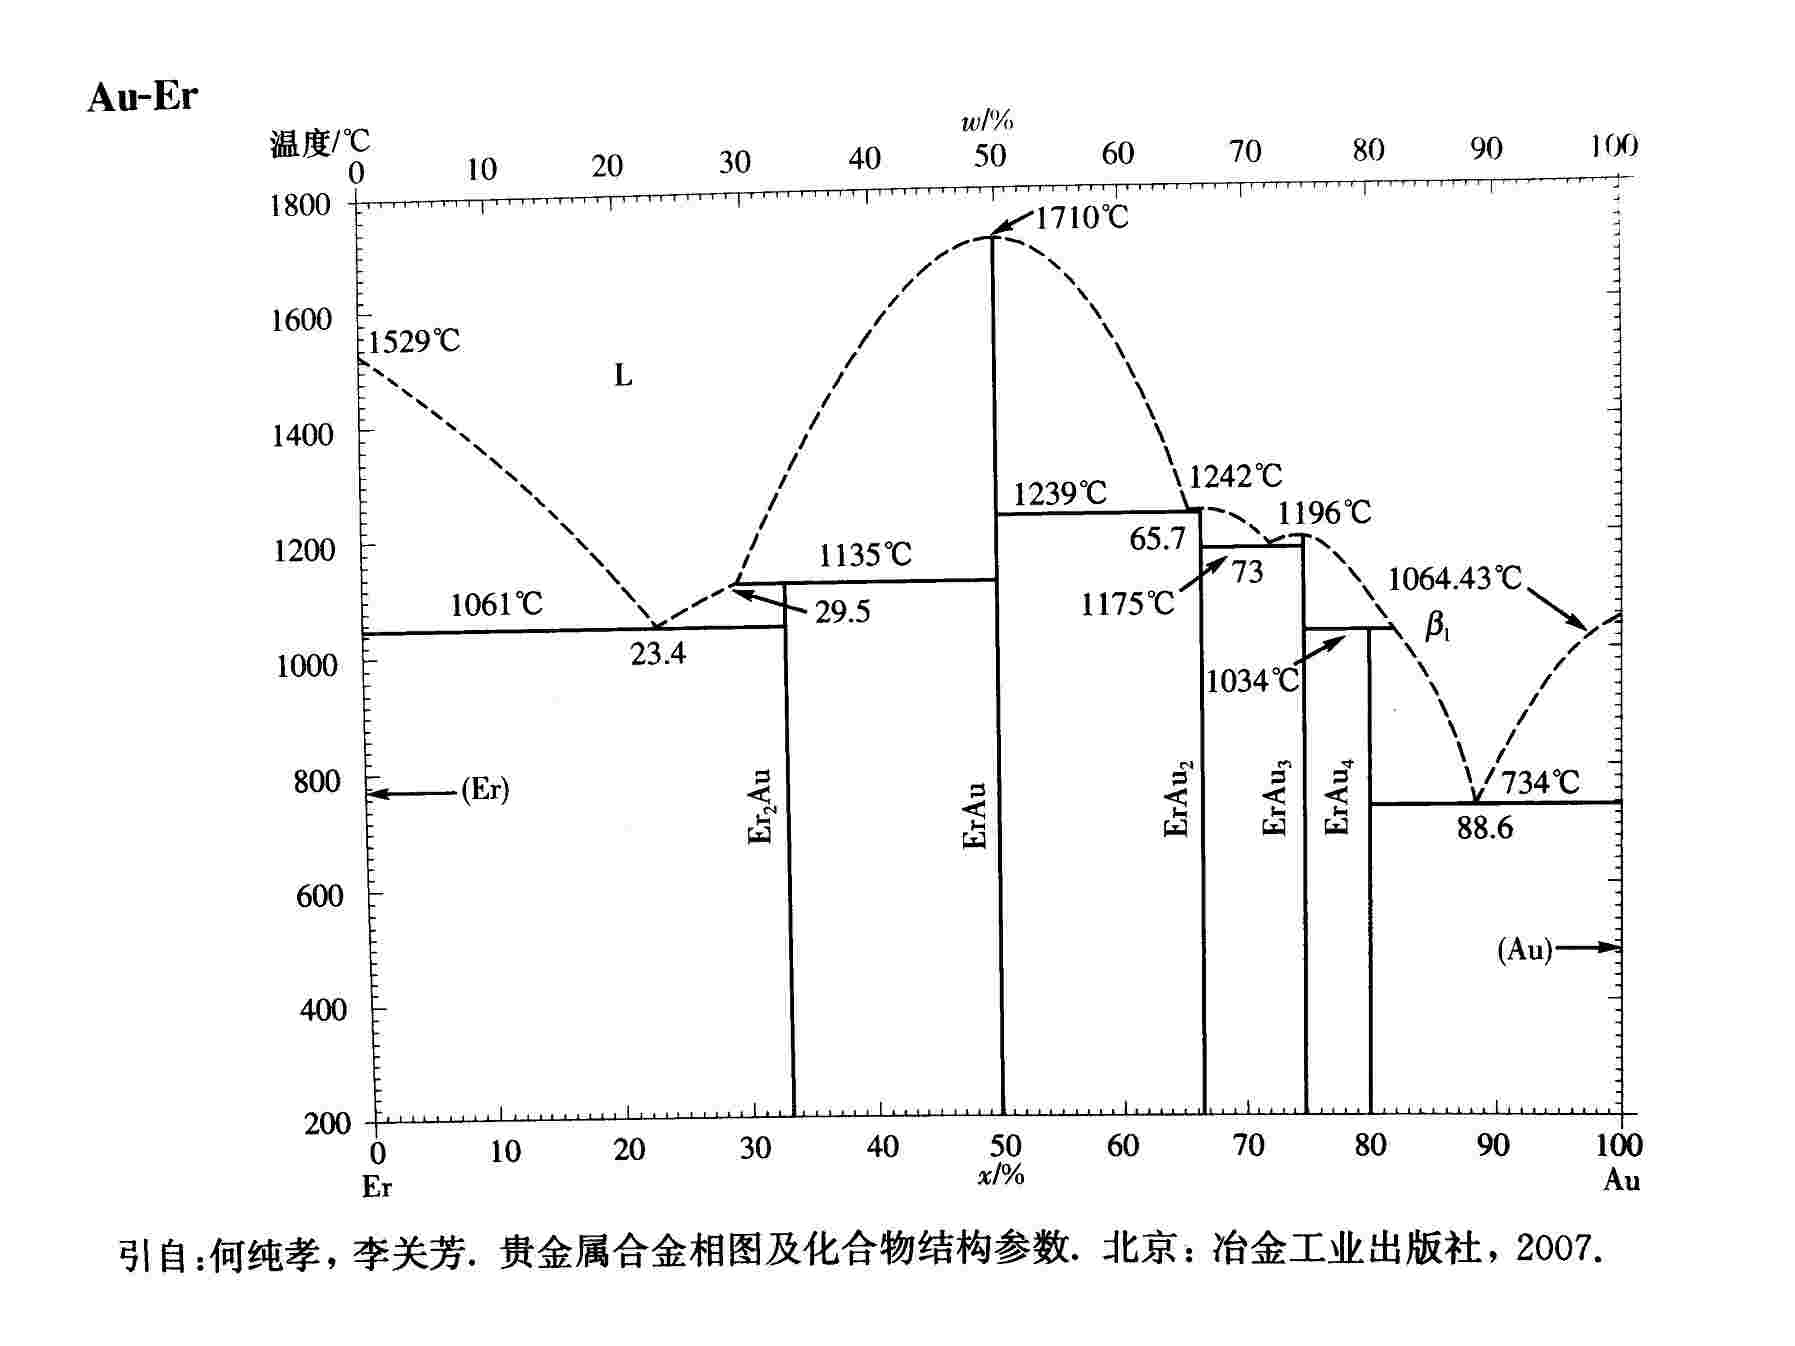 Au-Er
温度/℃
w/%
0 10 20 30 40 50 60 70 80 90 100
1800
1710℃
1600
1529℃
L
1400
1242℃
1239℃
1196℃
65.7
1200
1135℃
73
1064.43℃
1061℃
29.5
1175℃
β₁
23.4
1000
1034℃
800
(Er)
Er₂Au
ErAu
ErAu₂
ErAu₃
ErAu₄
734℃
88.6
600
(Au)
400
200
0 10 20 30 40 50 60 70 80 90 100
Er
x/%
Au
引自:何纯孝, 李关芳. 贵金属合金相图及化合物结构参数. 北京: 冶金工业出版社, 2007.